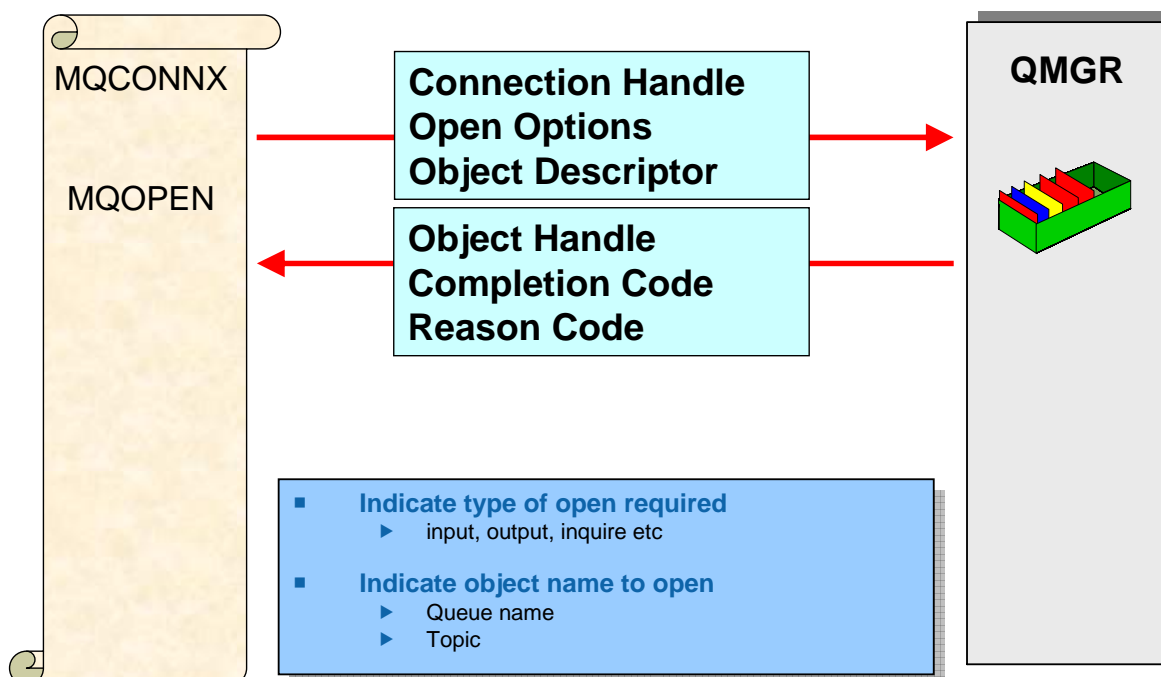 MQCONNX
MQOPEN
Connection Handle
Open Options
Object Descriptor
Object Handle
Completion Code
Reason Code
QMGR
Indicate type of open required
input, output, inquire etc
Indicate object name to open
Queue name
Topic